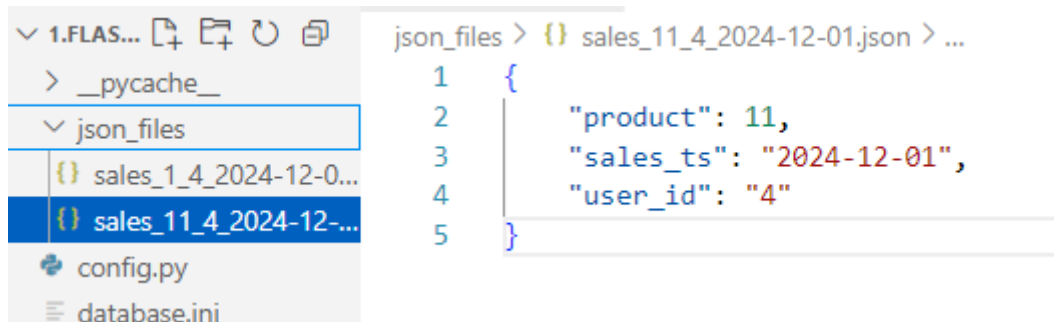 1.FLAS...
__pycache__
json_files
{} sales_1_4_2024-12-0...
{} sales_11_4_2024-12-...
config.py
database.ini
json_files > {} sales_11_4_2024-12-01.json > ...
1 {
2 "product": 11,
3 "sales_ts": "2024-12-01",
4 "user_id": "4"
5 }